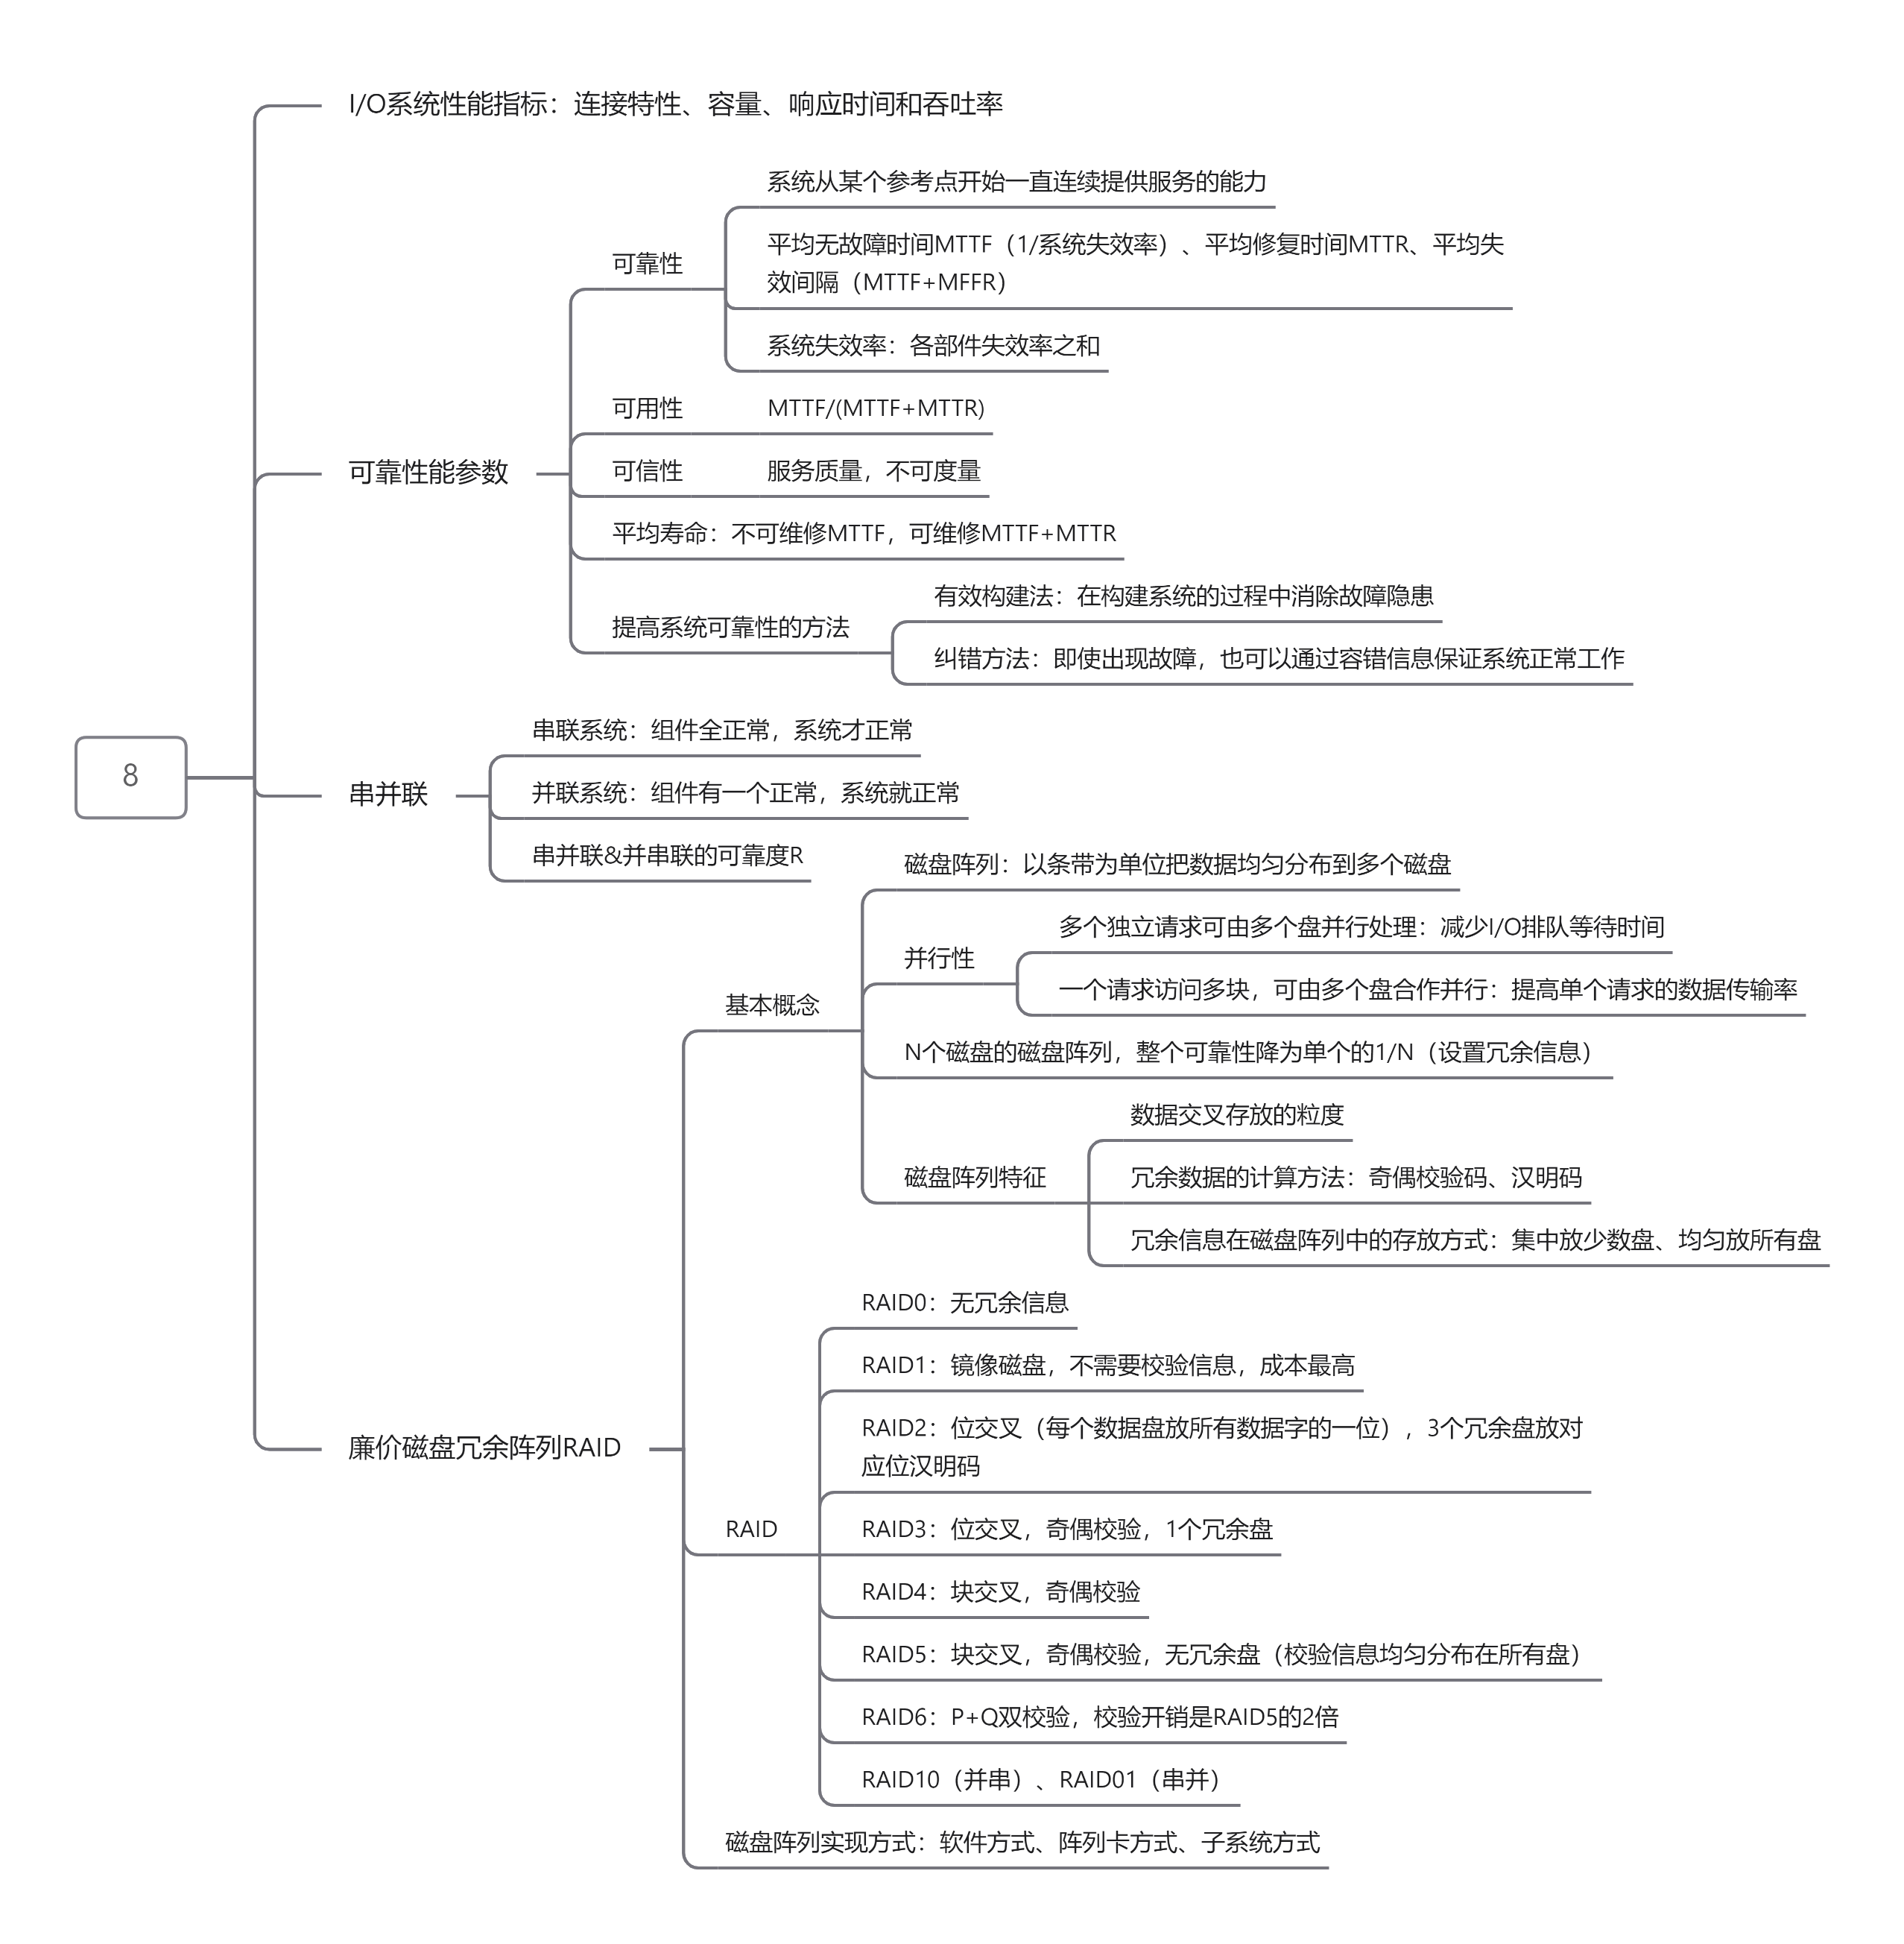 8
I/O系统性能指标：连接特性、容量、响应时间和吞吐率
可靠性能参数
可靠性
系统从某个参考点开始一直连续提供服务的能力
平均无故障时间MTTF（1/系统失效率）、平均修复时间MTTR、平均失
效间隔（MTTF+MFFR）
系统失效率：各部件失效率之和
可用性
MTTF/(MTTF+MTTR)
可信性
服务质量，不可度量
平均寿命：不可维修MTTF，可维修MTTF+MTTR
提高系统可靠性的方法
有效构建法：在构建系统的过程中消除故障隐患
纠错方法：即使出现故障，也可以通过容错信息保证系统正常工作
串并联
串联系统：组件全正常，系统才正常
并联系统：组件有一个正常，系统就正常
串并联&并串联的可靠度R
廉价磁盘冗余阵列RAID
基本概念
磁盘阵列：以条带为单位把数据均匀分布到多个磁盘
并行性
多个独立请求可由多个盘并行处理：减少I/O排队等待时间
一个请求访问多块，可由多个盘合作并行：提高单个请求的数据传输率
N个磁盘的磁盘阵列，整个可靠性降为单个的1/N（设置冗余信息）
磁盘阵列特征
数据交叉存放的粒度
冗余数据的计算方法：奇偶校验码、汉明码
冗余信息在磁盘阵列中的存放方式：集中放少数盘、均匀放所有盘
RAID
RAID0：无冗余信息
RAID1：镜像磁盘，不需要校验信息，成本最高
RAID2：位交叉（每个数据盘放所有数据字的一位），3个冗余盘放对
应位汉明码
RAID3：位交叉，奇偶校验，1个冗余盘
RAID4：块交叉，奇偶校验
RAID5：块交叉，奇偶校验，无冗余盘（校验信息均匀分布在所有盘）
RAID6：P+Q双校验，校验开销是RAID5的2倍
RAID10（并串）、RAID01（串并）
磁盘阵列实现方式：软件方式、阵列卡方式、子系统方式